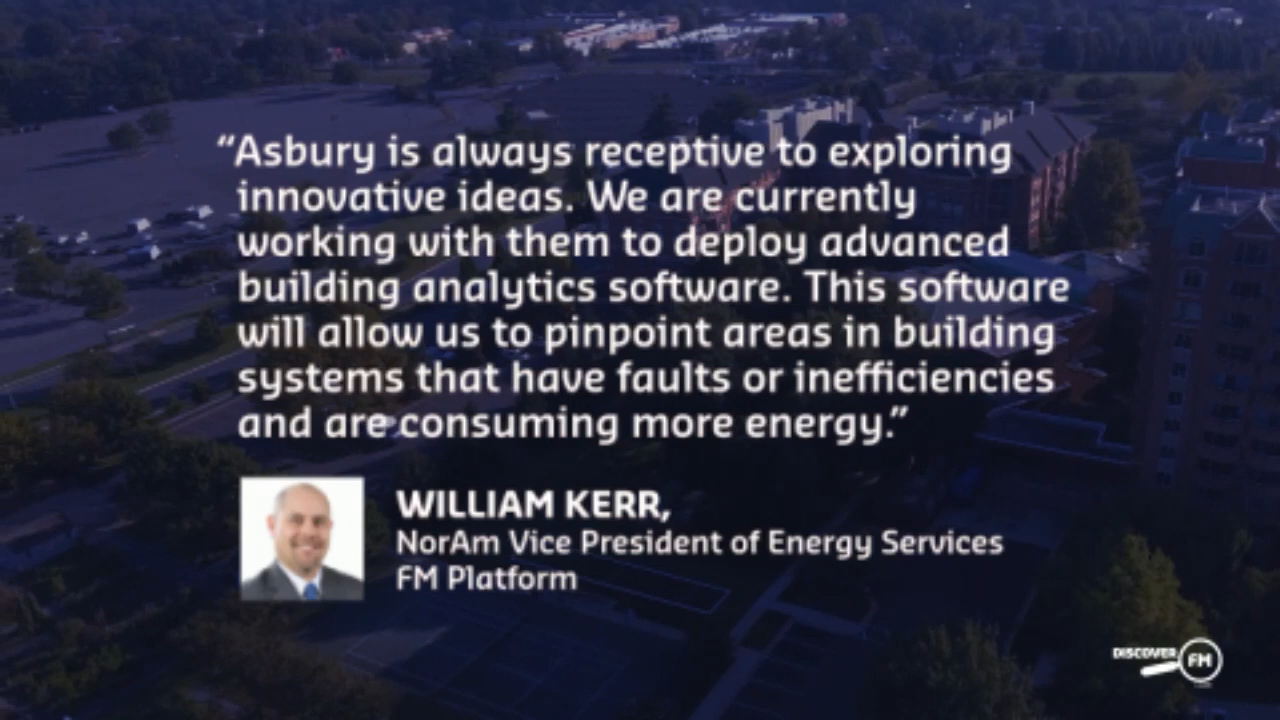 “Asbury is always receptive to exploring
innovative ideas. We are currently
working with them to deploy advanced
building analytics software. This software
will allow us to pinpoint areas in building
systems that have faults or inefficiencies
and are consuming more energy.”
WILLIAM KERR,
NorAm Vice President of Energy Services
FM Platform
DISCOVER
FM